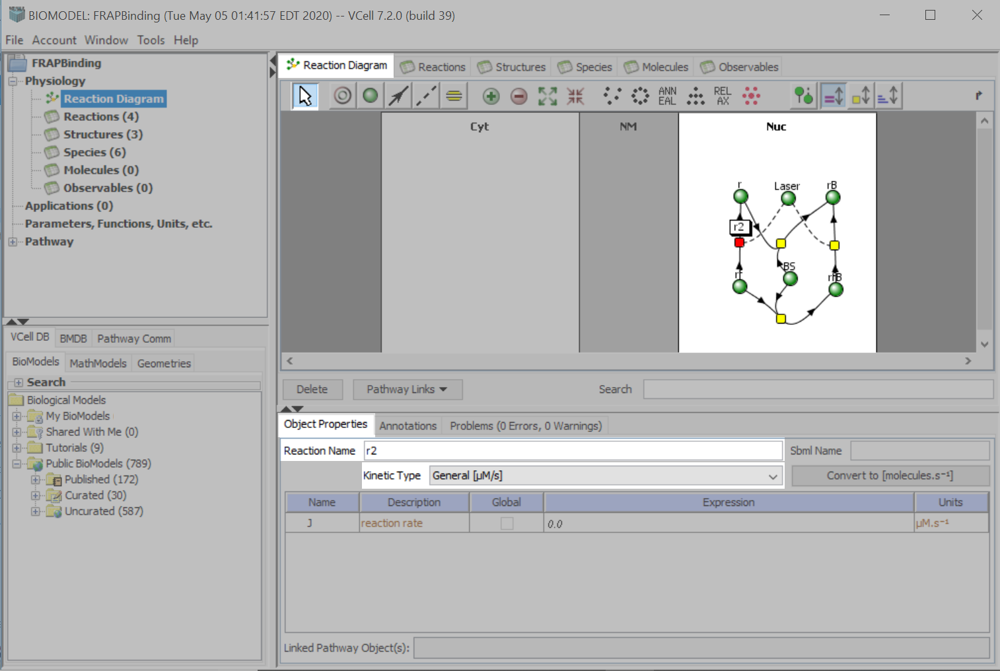 BIOMODEL: FRAPBinding (Tue May 05 01:41:57 EDT 2020) -- VCell 7.2.0 (build 39)
File Account Window Tools Help
FRAPBinding
Physiology
Reaction Diagram
Reactions (4)
Structures (3)
Species (6)
Molecules (0)
Observables (0)
Applications (0)
Parameters, Functions, Units, etc.
Pathway
VCell DB BMDB Pathway Comm
BioModels MathModels Geometries
Search
Biological Models
My BioModels
Shared With Me (0)
Tutorials (9)
Public BioModels (789)
Published (172)
Curated (30)
Uncurated (587)
Reaction Diagram Reactions Structures Species Molecules Observables
ANN
EAL
REL
AX
Cyt NM Nuc
r Laser rB
r2
rf BS rfB
Delete Pathway Links Search
Object Properties Annotations Problems (0 Errors, 0 Warnings)
Reaction Name r2 Sbml Name
Kinetic Type General [µM/s] Convert to [molecules.s⁻¹]
Name Description Global Expression Units
J reaction rate 0.0 µM.s⁻¹
Linked Pathway Object(s):